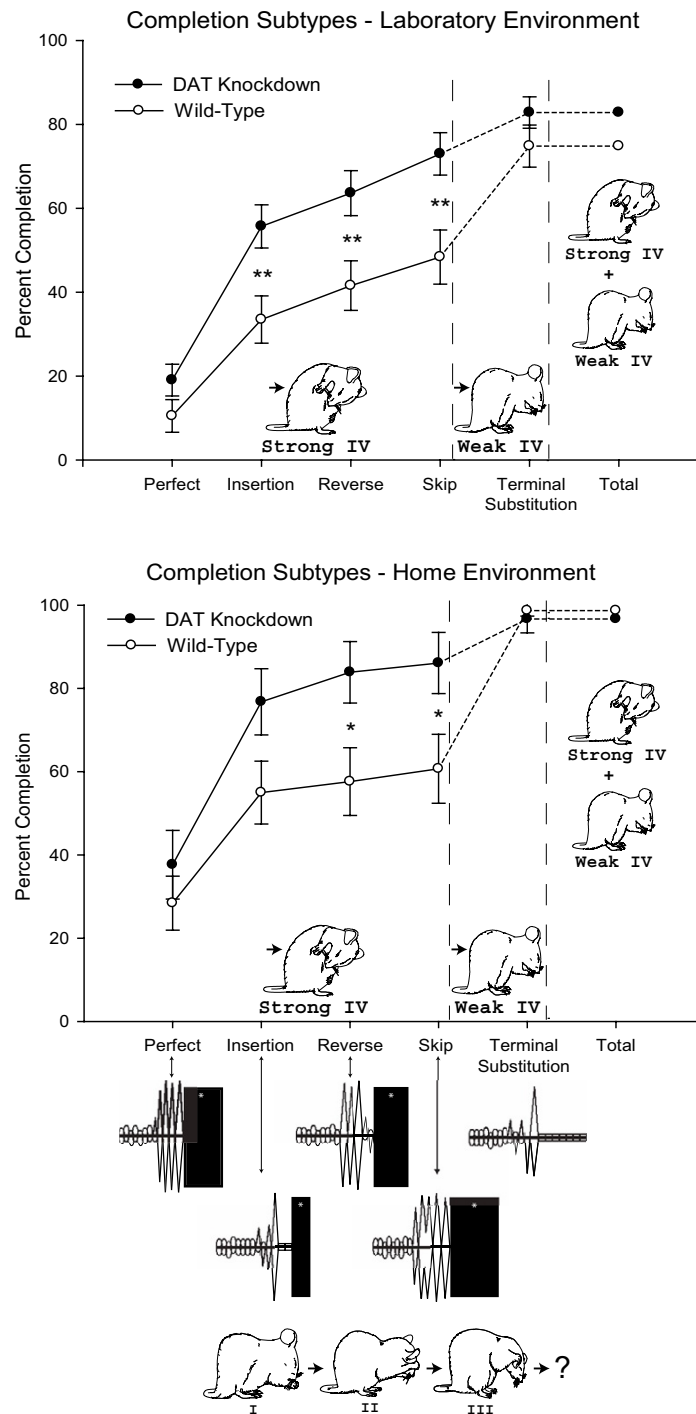 Completion Subtypes - Laboratory Environment
100
80
60
40
20
0
Percent Completion
DAT Knockdown
Wild-Type
**
**
**
Strong IV
Weak IV
Strong IV
+
Weak IV
Perfect
Insertion
Reverse
Skip
Terminal
Substitution
Total
Completion Subtypes - Home Environment
100
80
60
40
20
0
Percent Completion
DAT Knockdown
Wild-Type
*
*
Strong IV
Weak IV
Strong IV
+
Weak IV
Perfect
Insertion
Reverse
Skip
Terminal
Substitution
Total
*
*
*
*
I
II
III
?